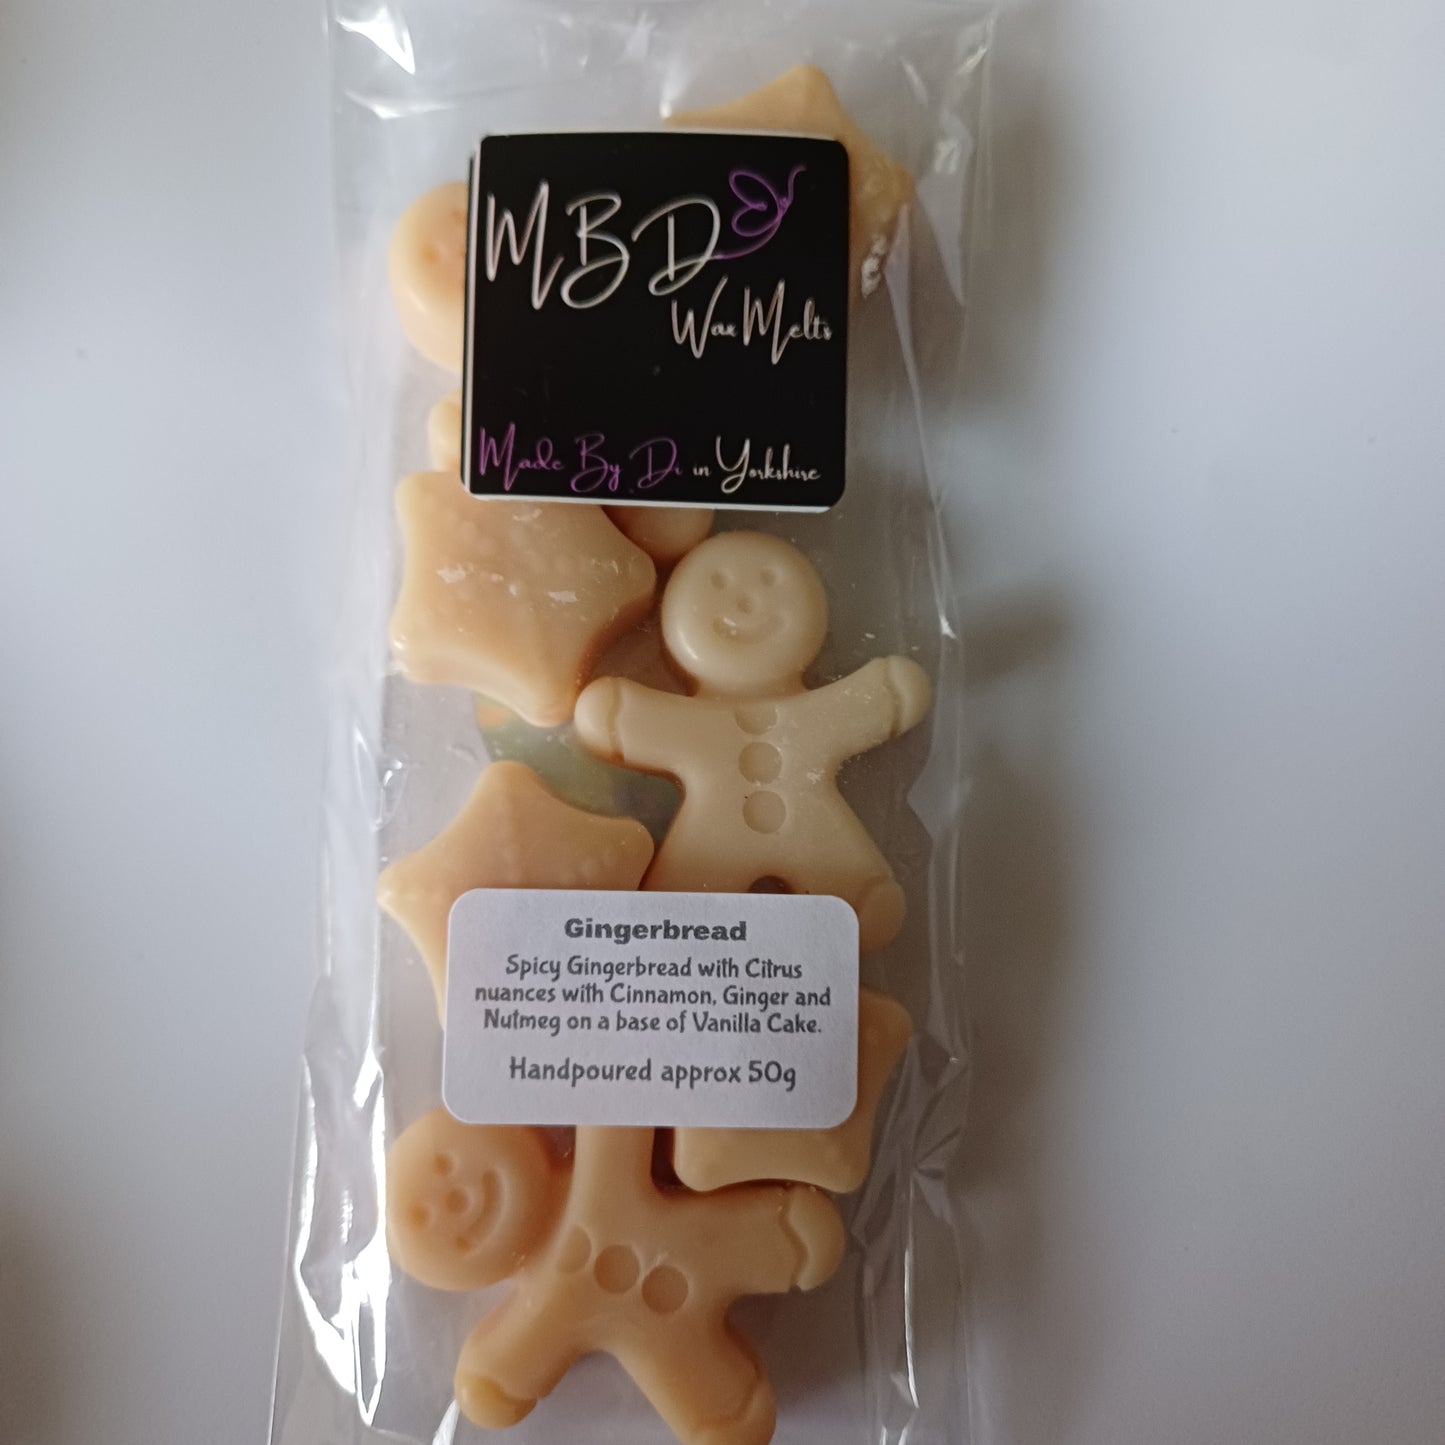 MBD
Wax Melts
Made By Di in Yorkshire
Gingerbread
Spicy Gingerbread with Citrus
nuances with Cinnamon, Ginger and
Nutmeg on a base of Vanilla Cake.
Handpoured approx 50g